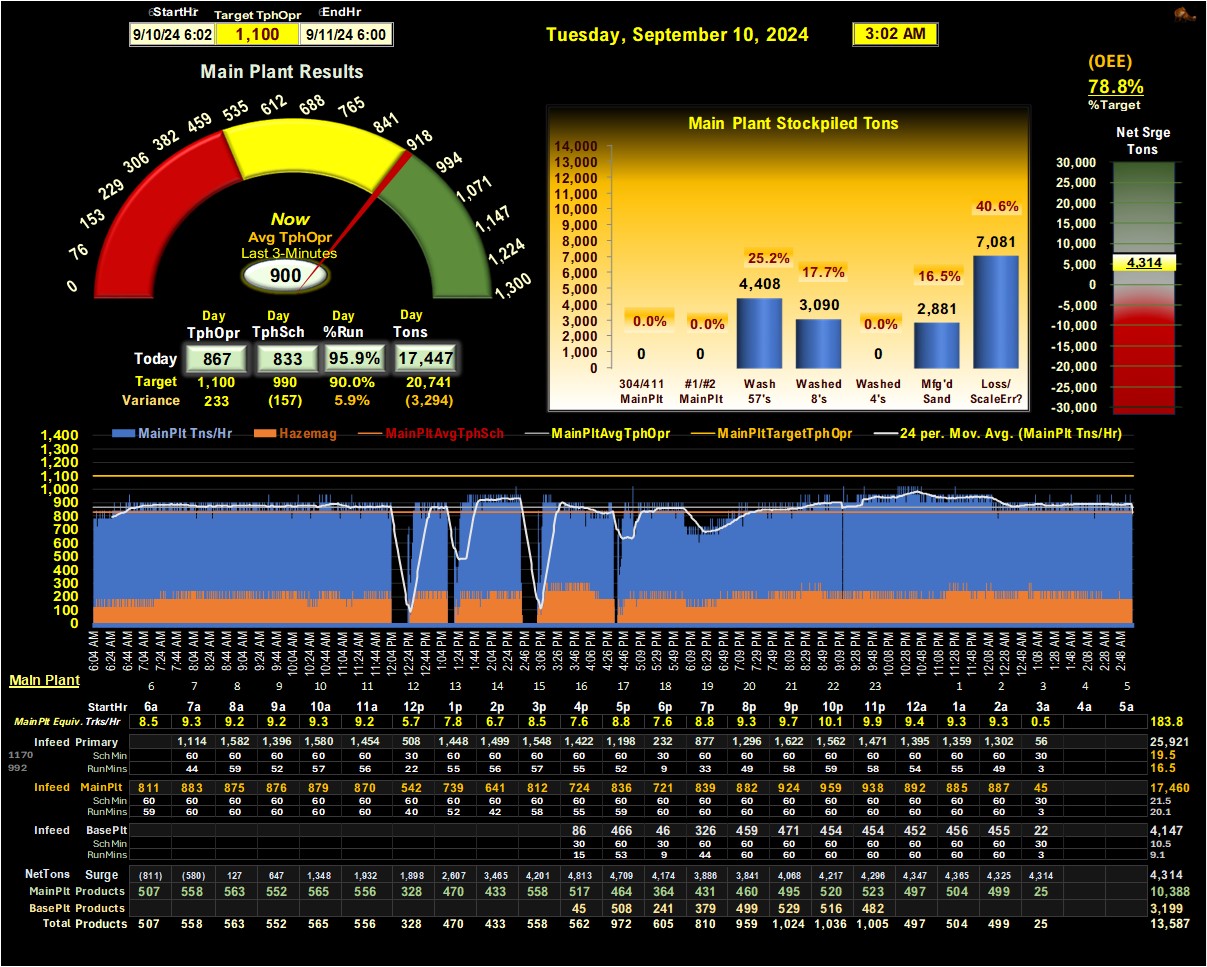 StartHr Target TphOpr EndHr
9/10/24 6:02 1,100 9/11/24 6:00
Tuesday, September 10, 2024 3:02 AM
(OEE)
78.8%
%Target
Main Plant Results
0 76 153 229 306 382 459 535 612 688 765 841 918 994 1,071 1,147 1,224 1,300
Now
Avg TphOpr
Last 3-Minutes
900
Day Day Day Day
TphOpr TphSch %Run Tons
Today 867 833 95.9% 17,447
Target 1,100 990 90.0% 20,741
Variance 233 (157) 5.9% (3,294)
Main Plant Stockpiled Tons
14,000
13,000
12,000
11,000
10,000
9,000
8,000
7,000
6,000
5,000
4,000
3,000
2,000
1,000
0
0.0% 0.0% 25.2% 17.7% 0.0% 16.5% 40.6%
0 0 4,408 3,090 0 2,881 7,081
304/411 #1/#2 Wash Washed Washed Mfg'd Loss/
MainPlt MainPlt 57's 8's 4's Sand ScaleErr?
Net Srge
Tons
30,000
25,000
20,000
15,000
10,000
5,000
0
-5,000
-10,000
-15,000
-20,000
-25,000
-30,000
4,314
MainPlt Tns/Hr Hazemag MainPltAvgTphSch MainPltAvgTphOpr MainPltTargetTphOpr 24 per. Mov. Avg. (MainPlt Tns/Hr)
1,400
1,300
1,200
1,100
1,000
900
800
700
600
500
400
300
200
100
0
6:04 AM 6:24 AM 6:44 AM 7:04 AM 7:24 AM 7:44 AM 8:04 AM 8:24 AM 8:44 AM 9:04 AM 9:24 AM 9:44 AM 10:04 AM 10:24 AM 10:44 AM 11:04 AM 11:24 AM 11:44 AM 12:04 PM 12:24 PM 12:44 PM 1:04 PM 1:24 PM 1:44 PM 2:04 PM 2:24 PM 2:46 PM 3:06 PM 3:26 PM 3:46 PM 4:06 PM 4:26 PM 4:46 PM 5:09 PM 5:29 PM 5:49 PM 6:09 PM 6:29 PM 6:49 PM 7:09 PM 7:29 PM 7:49 PM 8:09 PM 8:29 PM 8:49 PM 9:08 PM 9:28 PM 9:48 PM 10:08 PM 10:28 PM 10:48 PM 11:08 PM 11:28 PM 11:48 PM 12:08 AM 12:28 AM 12:48 AM 1:08 AM 1:28 AM 1:48 AM 2:08 AM 2:28 AM 2:48 AM
Main Plant
6 7 8 9 10 11 12 13 14 15 16 17 18 19 20 21 22 23 1 2 3 4 5
StartHr 6a 7a 8a 9a 10a 11a 12p 1p 2p 3p 4p 5p 6p 7p 8p 9p 10p 11p 12a 1a 2a 3a 4a 5a
MainPlt Equiv. Trks/Hr 8.5 9.3 9.2 9.2 9.3 9.2 5.7 7.8 6.7 8.5 7.6 8.8 7.6 8.8 9.3 9.7 10.1 9.9 9.4 9.3 9.3 0.5 183.8
Infeed Primary 1,114 1,582 1,396 1,580 1,454 508 1,448 1,499 1,548 1,422 1,198 232 877 1,296 1,622 1,562 1,471 1,395 1,359 1,302 56 25,921
1170 Sch Min 60 60 60 60 60 30 60 60 60 60 60 30 60 60 60 60 60 60 60 60 30 19.5
992 RunMins 44 59 52 57 56 22 55 56 57 55 52 9 33 49 58 59 58 54 55 49 3 16.5
Infeed MainPlt 811 883 875 876 879 870 542 739 641 812 724 836 721 839 882 924 959 938 892 885 887 45 17,460
Sch Min 60 60 60 60 60 60 60 60 60 60 60 60 60 60 60 60 60 60 60 60 60 30 21.5
RunMins 59 60 60 60 60 60 40 52 42 58 55 59 60 60 60 60 60 60 60 60 60 3 20.1
Infeed BasePlt 86 466 46 326 459 471 454 454 452 456 455 22 4,147
Sch Min 30 60 30 60 60 60 60 60 60 60 60 30 10.5
RunMins 15 53 9 44 60 60 60 60 60 60 60 3 9.1
NetTons Surge (811) (580) 127 647 1,348 1,932 1,898 2,607 3,465 4,201 4,813 4,709 4,174 3,886 3,841 4,068 4,217 4,296 4,347 4,365 4,325 4,314 4,314
MainPlt Products 507 558 563 552 565 556 328 470 433 558 517 464 364 431 460 495 520 523 497 504 499 25 10,388
BasePlt Products 45 508 241 379 499 529 516 482 3,199
Total Products 507 558 563 552 565 556 328 470 433 558 562 972 605 810 959 1,024 1,036 1,005 497 504 499 25 13,587